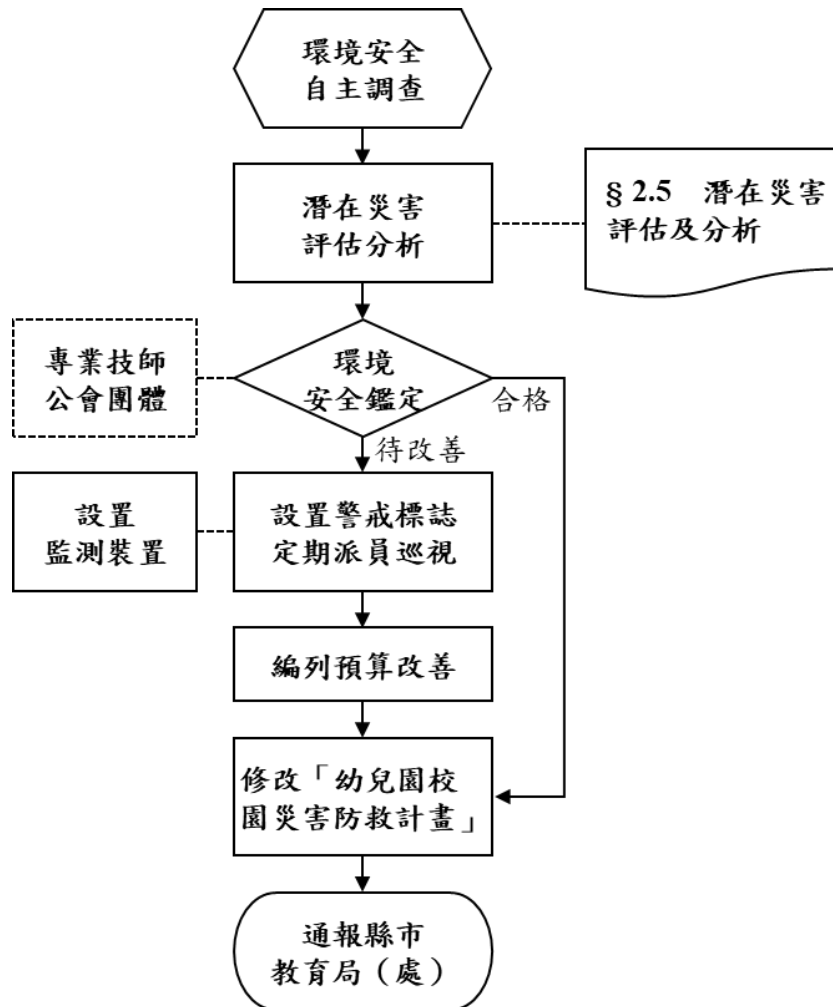 環境安全
自主調查
潛在災害
評估分析
§ 2.5 潛在災害
評估及分析
專業技師
公會團體
環境
安全鑑定
合格
待改善
設置
監測裝置
設置警戒標誌
定期派員巡視
編列預算改善
修改「幼兒園校
園災害防救計畫」
通報縣市
教育局（處）